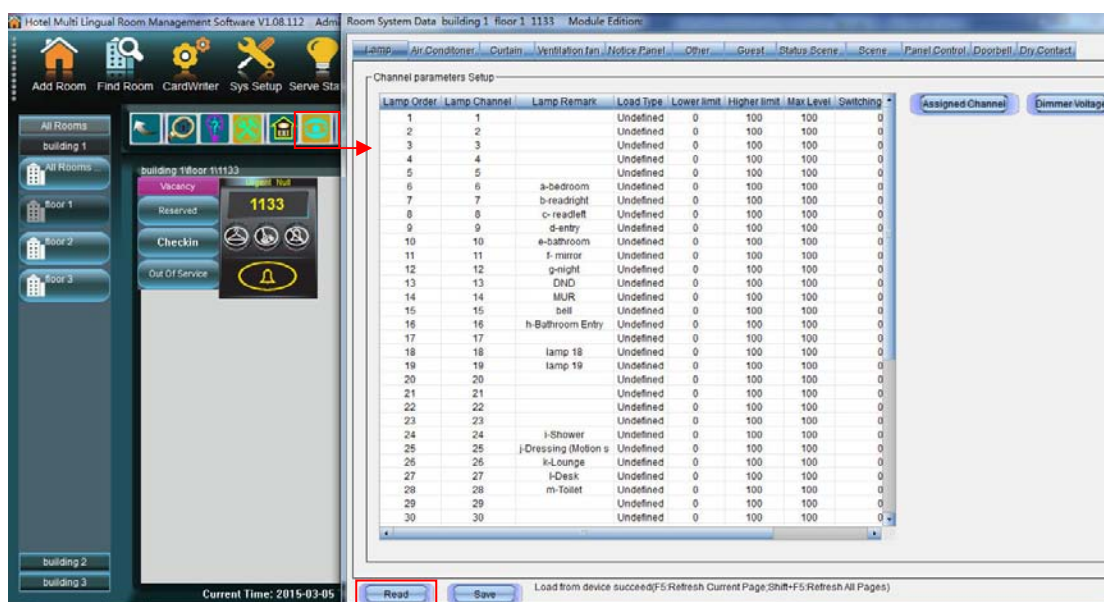 Hotel Multi Lingual Room Management Software V1.08.112 Admi
Room System Data building 1 floor 1 1133 Module Edition:
Add Room Find Room CardWriter Sys Setup Serve Sta
Lamp Air Conditoner Curtain Ventilation fan Notice Panel Other Guest Status Scene Scene Panel Control Doorbell Dry Contact
Channel parameters Setup
Assigned Channel Dimmer Voltage
All Rooms
building 1
All Rooms ...
floor 1
floor 2
floor 3
building 2
building 3
building 1\floor 1\1133
Vacancy
Reserved
Checkin
Out Of Service
Urgent Null
1133
Current Time: 2015-03-05
Lamp Order Lamp Channel Lamp Remark Load Type Lower limit Higher limit Max Level Switching
1 1 Undefined 0 100 100 0
2 2 Undefined 0 100 100 0
3 3 Undefined 0 100 100 0
4 4 Undefined 0 100 100 0
5 5 Undefined 0 100 100 0
6 6 a-bedroom Undefined 0 100 100 0
7 7 b-readright Undefined 0 100 100 0
8 8 c- readleft Undefined 0 100 100 0
9 9 d-entry Undefined 0 100 100 0
10 10 e-bathroom Undefined 0 100 100 0
11 11 f- mirror Undefined 0 100 100 0
12 12 g-night Undefined 0 100 100 0
13 13 DND Undefined 0 100 100 0
14 14 MUR Undefined 0 100 100 0
15 15 bell Undefined 0 100 100 0
16 16 h-Bathroom Entry Undefined 0 100 100 0
17 17 Undefined 0 100 100 0
18 18 lamp 18 Undefined 0 100 100 0
19 19 lamp 19 Undefined 0 100 100 0
20 20 Undefined 0 100 100 0
21 21 Undefined 0 100 100 0
22 22 Undefined 0 100 100 0
23 23 Undefined 0 100 100 0
24 24 i-Shower Undefined 0 100 100 0
25 25 j-Dressing (Motion s Undefined 0 100 100 0
26 26 k-Lounge Undefined 0 100 100 0
27 27 l-Desk Undefined 0 100 100 0
28 28 m-Toilet Undefined 0 100 100 0
29 29 Undefined 0 100 100 0
30 30 Undefined 0 100 100 0
Read Save Load from device succeed(F5:Refresh Current Page;Shift+F5:Refresh All Pages)